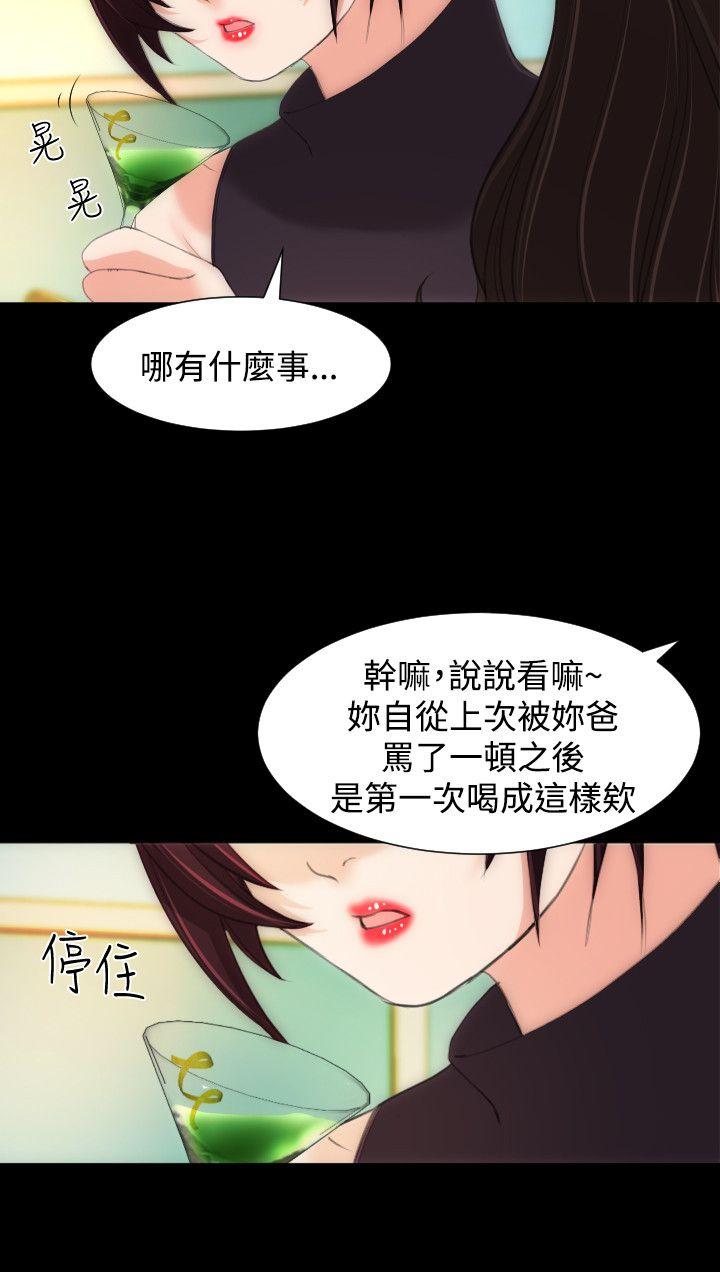 晃
晃
哪有什麼事...
幹嘛,說說看嘛~
妳自從上次被妳爸
罵了一頓之後
是第一次喝成這樣欸
停住